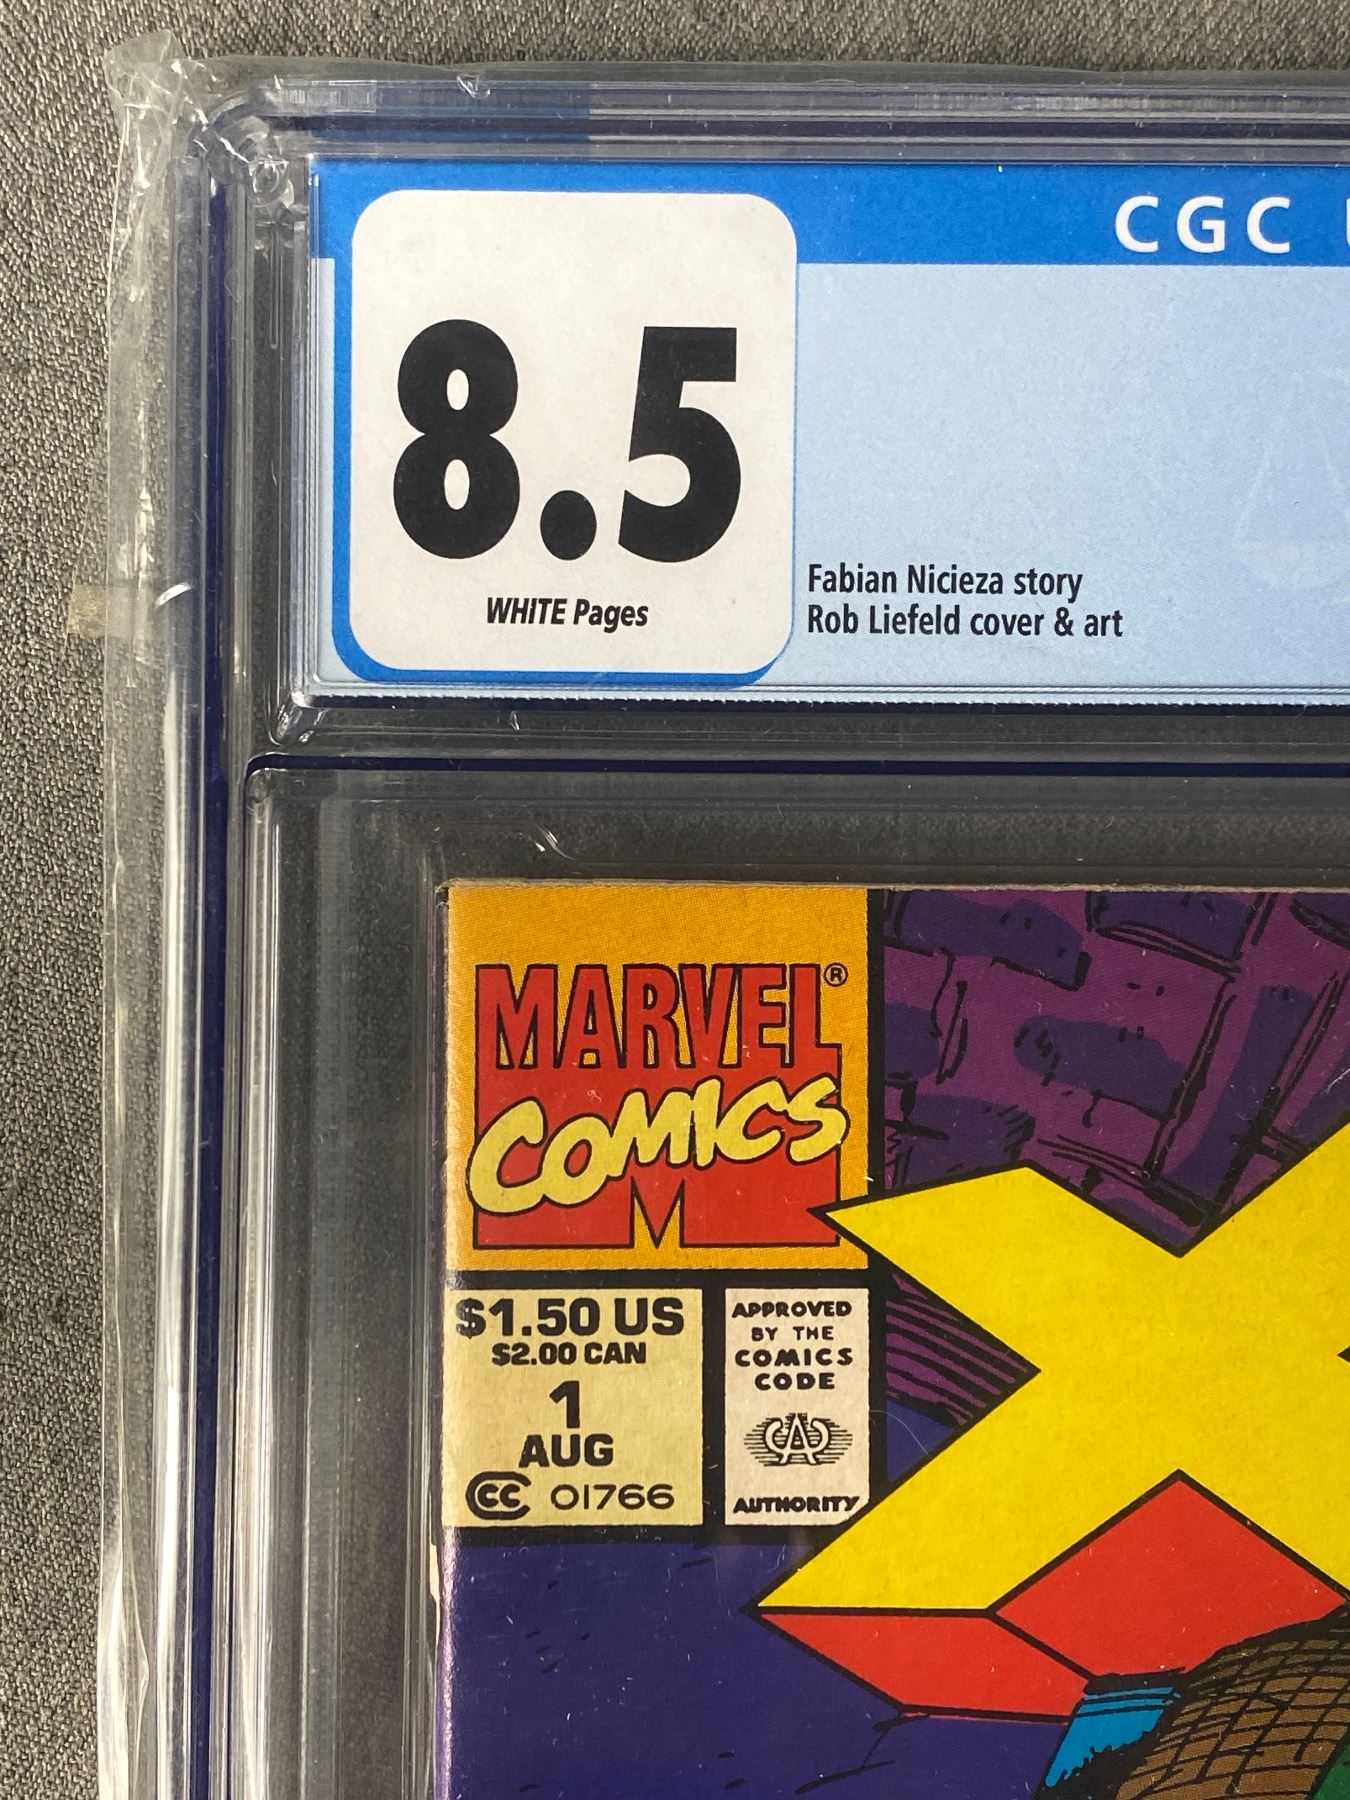 CGC
8.5
WHITE Pages
Fabian Nicieza story
Rob Liefeld cover & art
MARVEL®
COMICS
M
$1.50 US
$2.00 CAN
1
AUG
CC 01766
APPROVED
BY THE
COMICS
CODE
CA
AUTHORITY
X